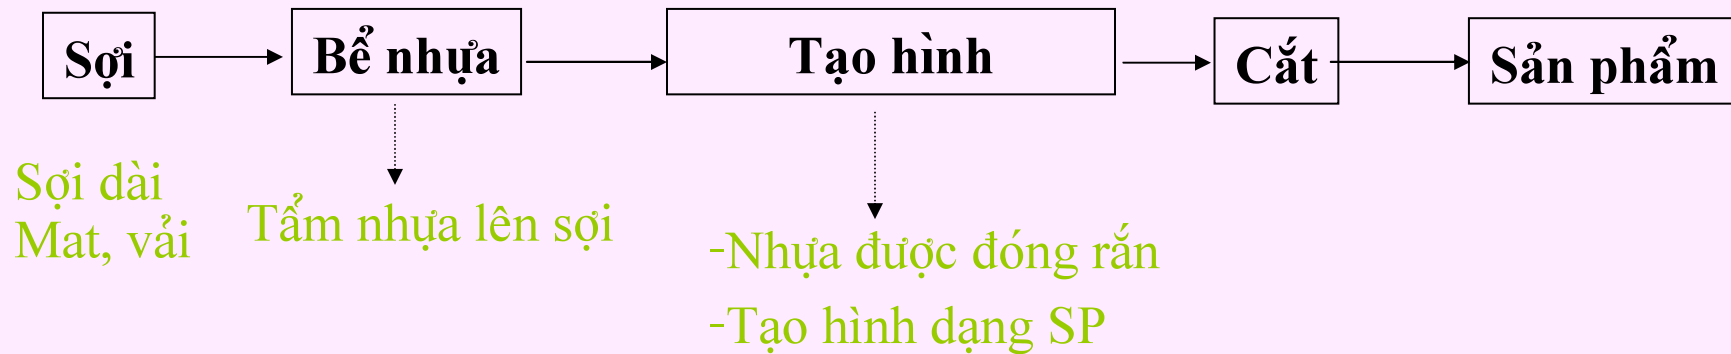 Sợi
Bể nhựa
Tạo hình
Cắt
Sản phẩm
Sợi dài
Mat, vải
Tẩm nhựa lên sợi
-Nhựa được đóng rắn
-Tạo hình dạng SP